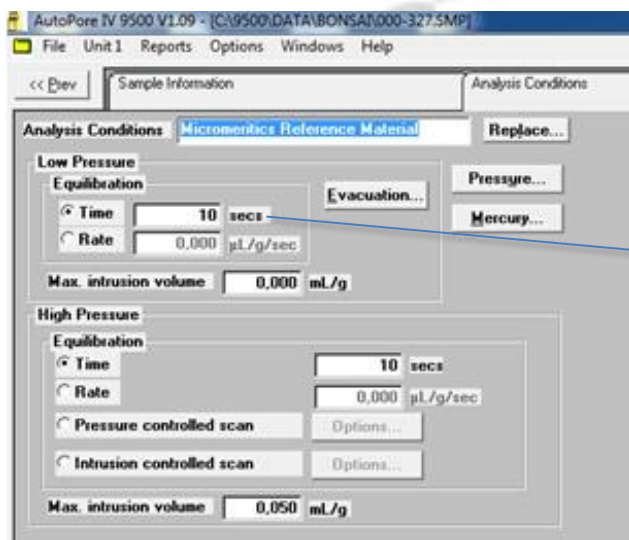 AutoPore IV 9500 V1.09 - [C:\9500\DATA\BONSAI\000-327.SMP]
File Unit 1 Reports Options Windows Help
<< Prev Sample Information Analysis Conditions
Analysis Conditions Micromeritics Reference Material Replace...
Low Pressure
Equilibration
Evacuation... Pressure...
Time 10 secs
Mercury...
Rate 0,000 µL/g/sec
Max. intrusion volume 0,000 mL/g
High Pressure
Equilibration
Time 10 secs
Rate 0,000 µL/g/sec
Pressure controlled scan Options...
Intrusion controlled scan Options...
Max. intrusion volume 0,050 mL/g